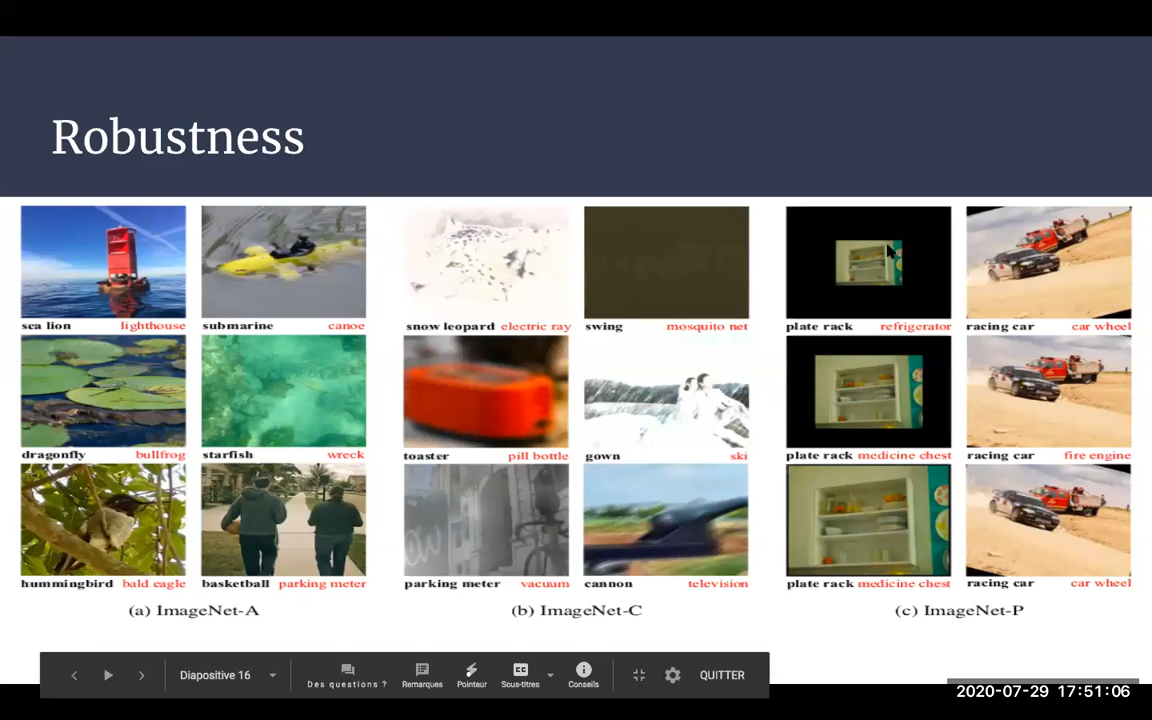 Robustness
sea lion lighthouse submarine canoe snow leopard electric ray swing mosquito net plate rack refrigerator racing car car wheel
dragonfly bullfrog starfish wreck toaster pill bottle gown ski plate rack medicine chest racing car fire engine
hummingbird bald eagle basketball parking meter parking meter vacuum cannon television plate rack medicine chest racing car car wheel
(a) ImageNet-A (b) ImageNet-C (c) ImageNet-P
Diapositive 16 Des questions ? Remarques Pointeur CC Sous-titres Conseils QUITTER
2020-07-29 17:51:06